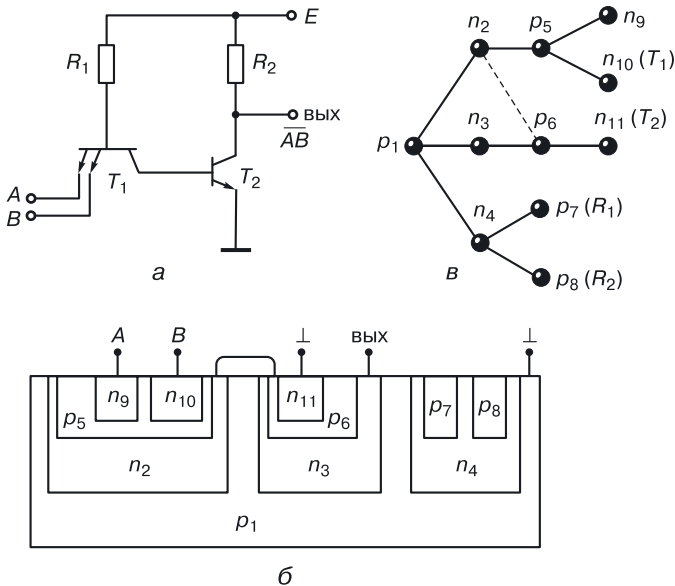 E
R₁
R₂
вых
A̅B̅
A
B
T₁
T₂
а
n₂
p₅
n₉
n₁₀ (T₁)
p₁
n₃
p₆
n₁₁ (T₂)
n₄
p₇ (R₁)
p₈ (R₂)
в
A
B
⊥
вых
⊥
n₉
n₁₀
p₅
n₂
n₁₁
p₆
n₃
p₇
p₈
n₄
p₁
б